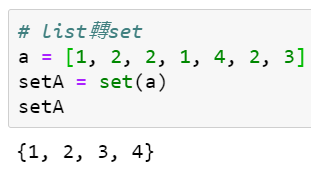 # list轉set
a = [1, 2, 2, 1, 4, 2, 3]
setA = set(a)
setA
{1, 2, 3, 4}